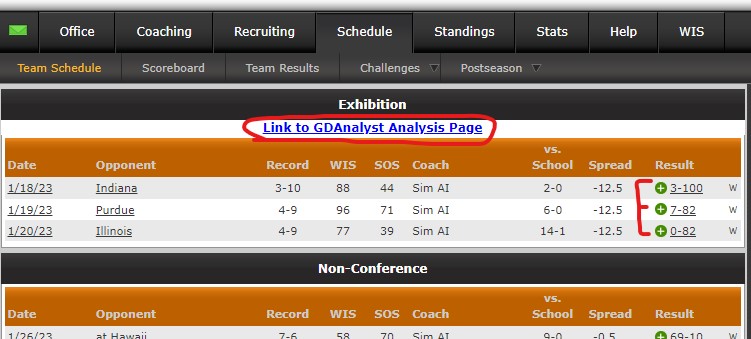 Office Coaching Recruiting Schedule Standings Stats Help WIS
Team Schedule Scoreboard Team Results Challenges Postseason
Exhibition
Link to GDAnalyst Analysis Page
Date Opponent Record WIS SOS Coach vs. School Spread Result
1/18/23 Indiana 3-10 88 44 Sim AI 2-0 -12.5 3-100 W
1/19/23 Purdue 4-9 96 71 Sim AI 6-0 -12.5 7-82 W
1/20/23 Illinois 4-9 77 39 Sim AI 14-1 -12.5 0-82 W
Non-Conference
Date Opponent Record WIS SOS Coach vs. School Spread Result
1/26/23 at Hawaii 7-6 58 70 Sim AI 9-0 -0.5 69-10 W